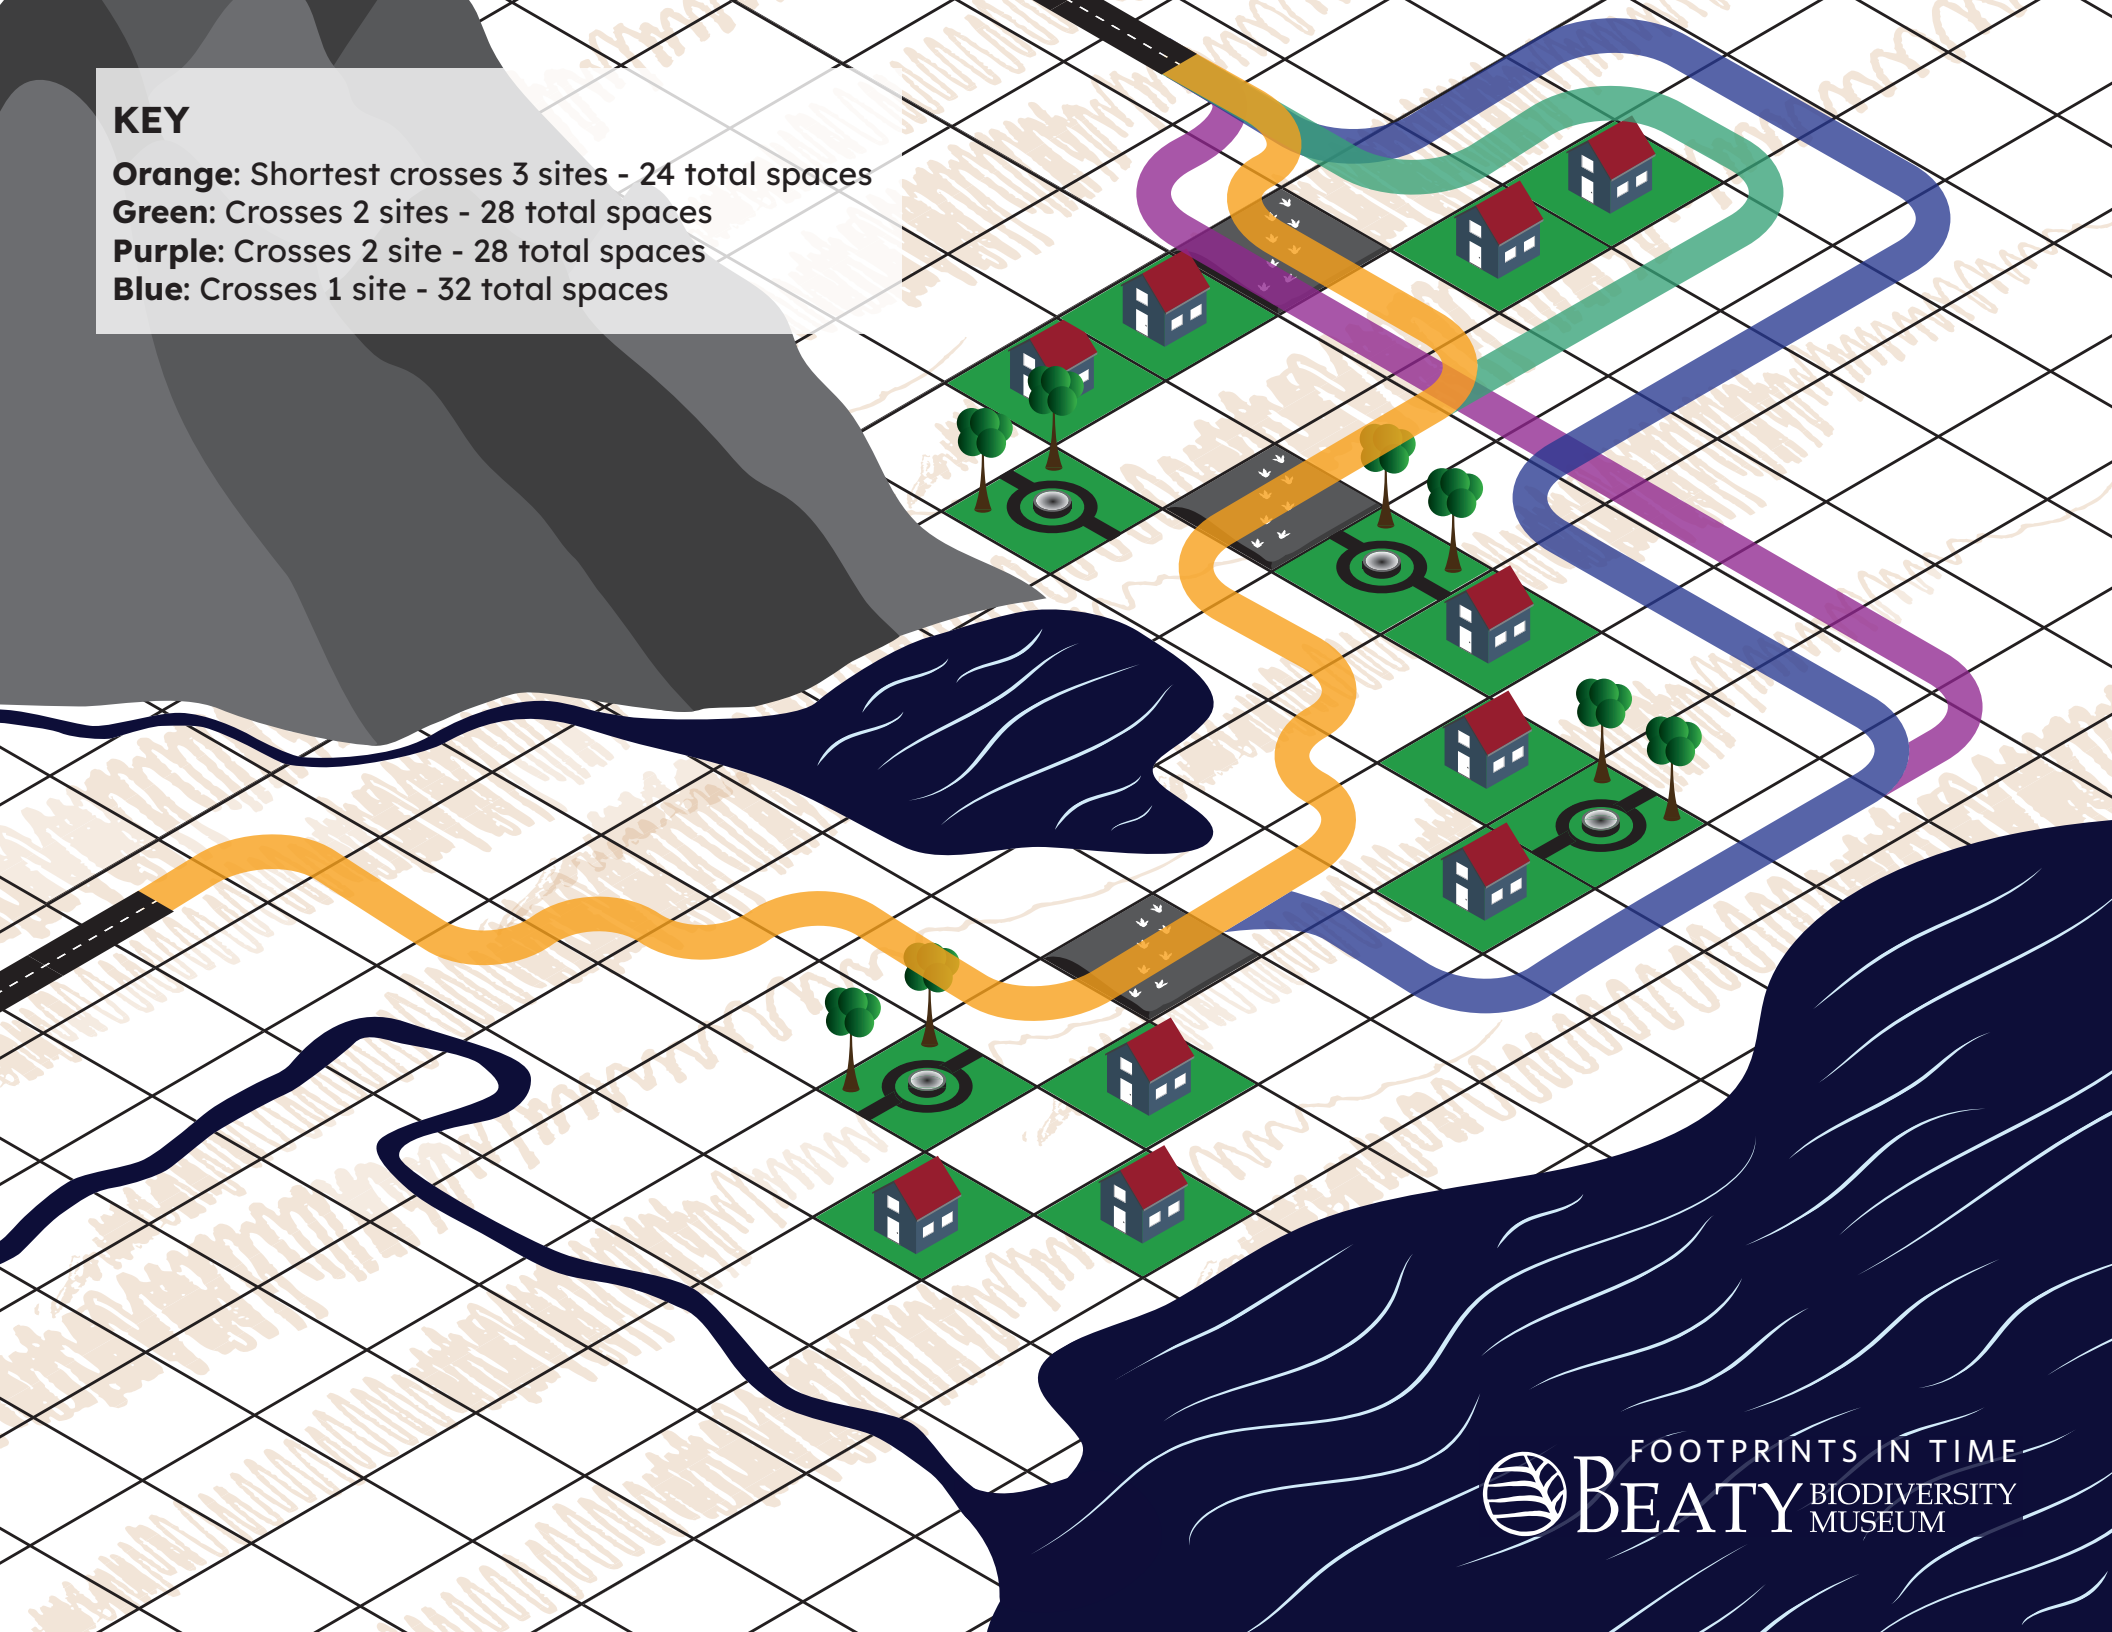 KEY
Orange: Shortest crosses 3 sites - 24 total spaces
Green: Crosses 2 sites - 28 total spaces
Purple: Crosses 2 site - 28 total spaces
Blue: Crosses 1 site - 32 total spaces
FOOTPRINTS IN TIME
BEATY BIODIVERSITY
MUSEUM